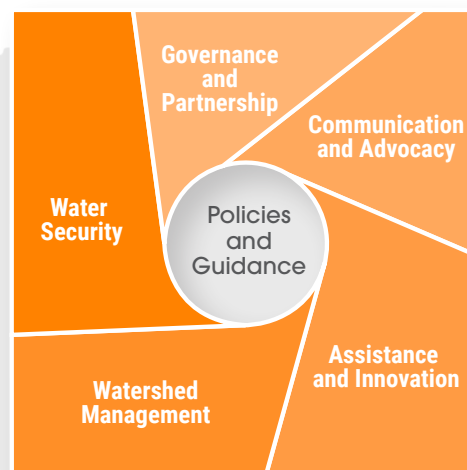 Governance
and
Partnership
Communication
and Advocacy
Water
Security
Policies
and
Guidance
Assistance
and Innovation
Watershed
Management